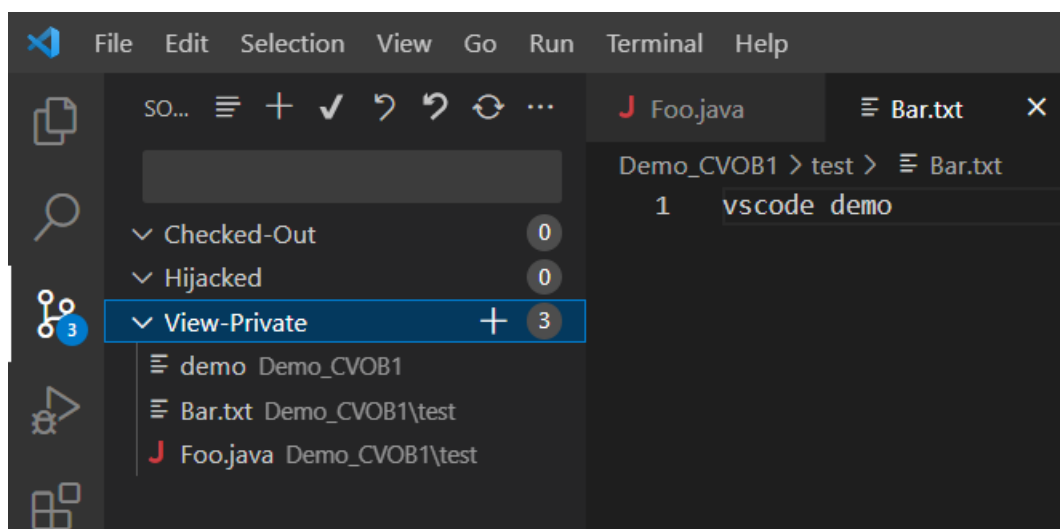 File Edit Selection View Go Run Terminal Help
SO...
Foo.java Bar.txt
Demo_CVOB1 > test > Bar.txt
1 vscode demo
Checked-Out 0
Hijacked 0
View-Private 3
3
demo Demo_CVOB1
Bar.txt Demo_CVOB1\test
J Foo.java Demo_CVOB1\test